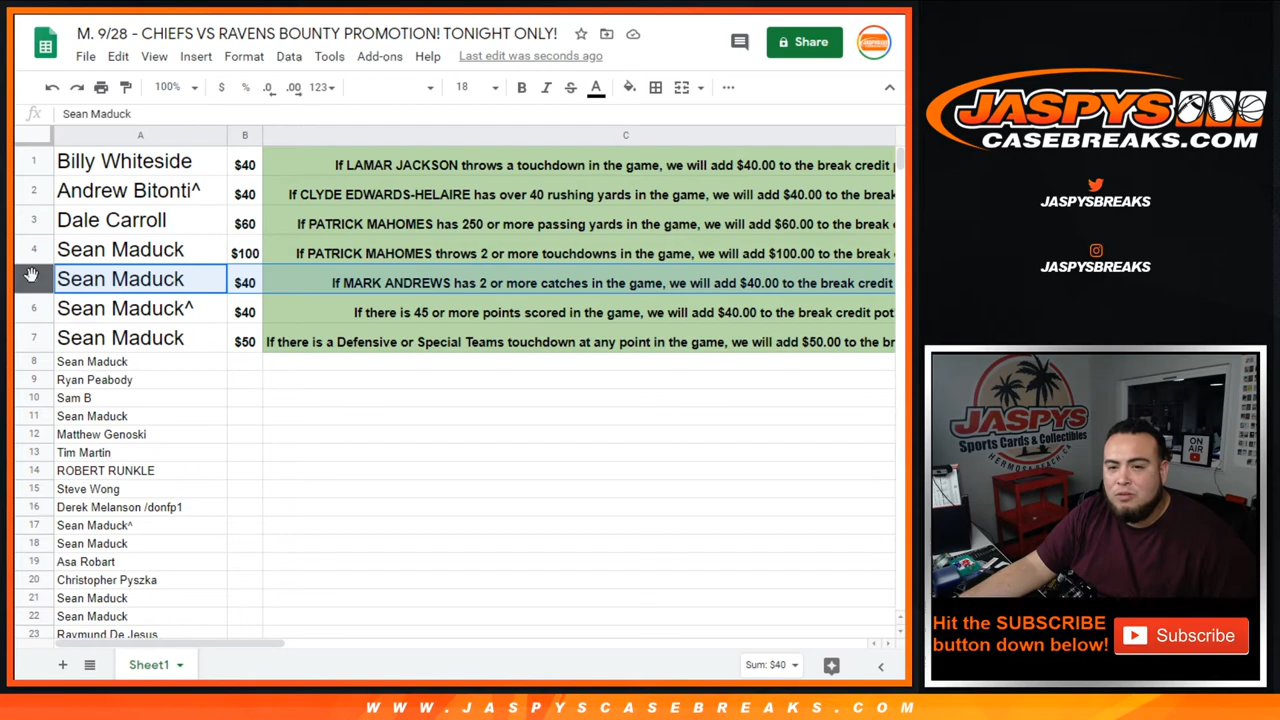 M. 9/28 - CHIEFS VS RAVENS BOUNTY PROMOTION! TONIGHT ONLY!
Share
File Edit View Insert Format Data Tools Add-ons Help Last edit was seconds ago
100% $ % .0 .00 123 18 B I S A
fx Sean Maduck
A B C
1 Billy Whiteside $40 If LAMAR JACKSON throws a touchdown in the game, we will add $40.00 to the break credit
2 Andrew Bitonti^ $40 If CLYDE EDWARDS-HELAIRE has over 40 rushing yards in the game, we will add $40.00 to the break
3 Dale Carroll $60 If PATRICK MAHOMES has 250 or more passing yards in the game, we will add $60.00 to the break
4 Sean Maduck $100 If PATRICK MAHOMES throws 2 or more touchdowns in the game, we will add $100.00 to the break
Sean Maduck $40 If MARK ANDREWS has 2 or more catches in the game, we will add $40.00 to the break credit
6 Sean Maduck^ $40 If there is 45 or more points scored in the game, we will add $40.00 to the break credit pot
7 Sean Maduck $50 If there is a Defensive or Special Teams touchdown at any point in the game, we will add $50.00 to the br
8 Sean Maduck
9 Ryan Peabody
10 Sam B
11 Sean Maduck
12 Matthew Genoski
13 Tim Martin
14 ROBERT RUNKLE
15 Steve Wong
16 Derek Melanson /donfp1
17 Sean Maduck^
18 Sean Maduck
19 Asa Robart
20 Christopher Pyszka
21 Sean Maduck
22 Sean Maduck
23 Raymund De Jesus
Sheet1
Sum: $40
JASPYS
CASEBREAKS.COM
JASPYSBREAKS
JASPYSBREAKS
JASPYS
Sports Cards & Collectibles
HERMOSA BEACH, CA
ON AIR
Hit the SUBSCRIBE
button down below!
Subscribe
WWW.JASPYSCASEBREAKS.COM